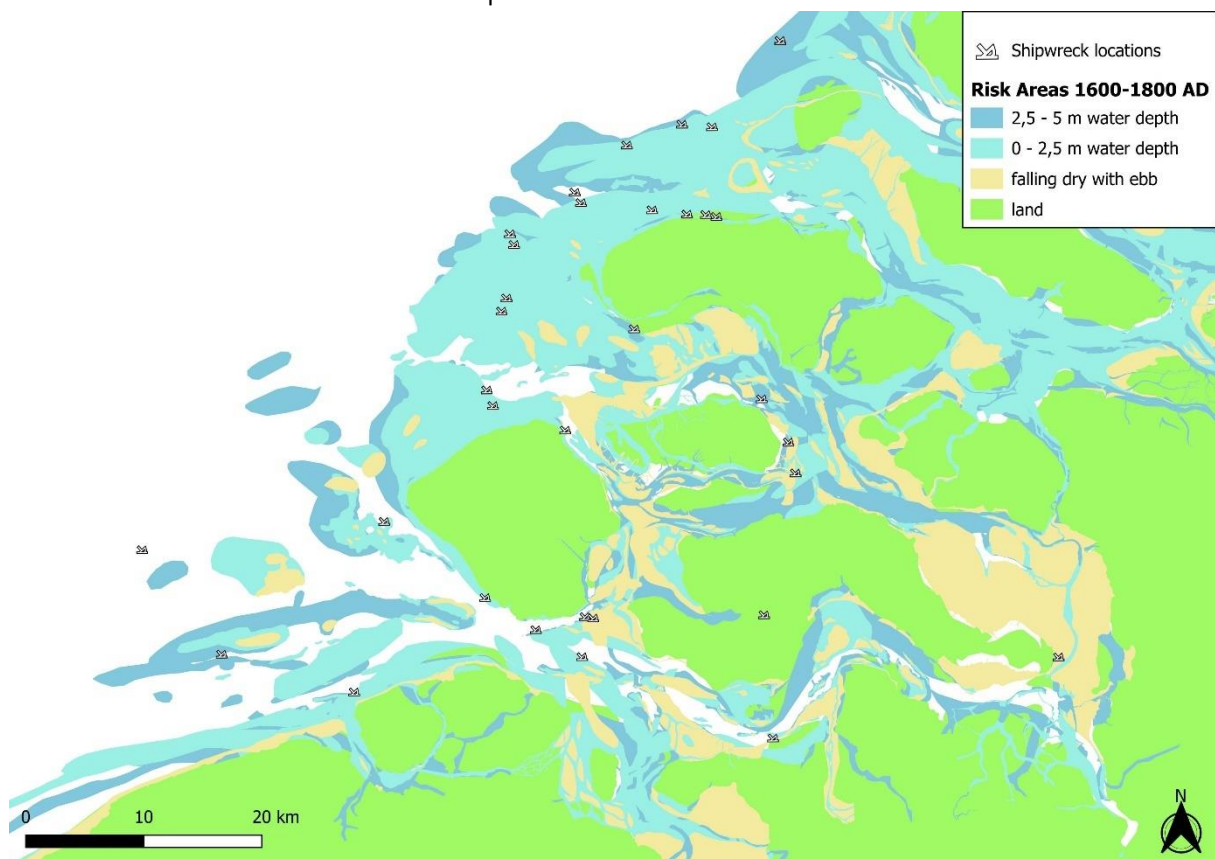 Shipwreck locations
Risk Areas 1600-1800 AD
2,5 - 5 m water depth
0 - 2,5 m water depth
falling dry with ebb
land
0 10 20 km
N